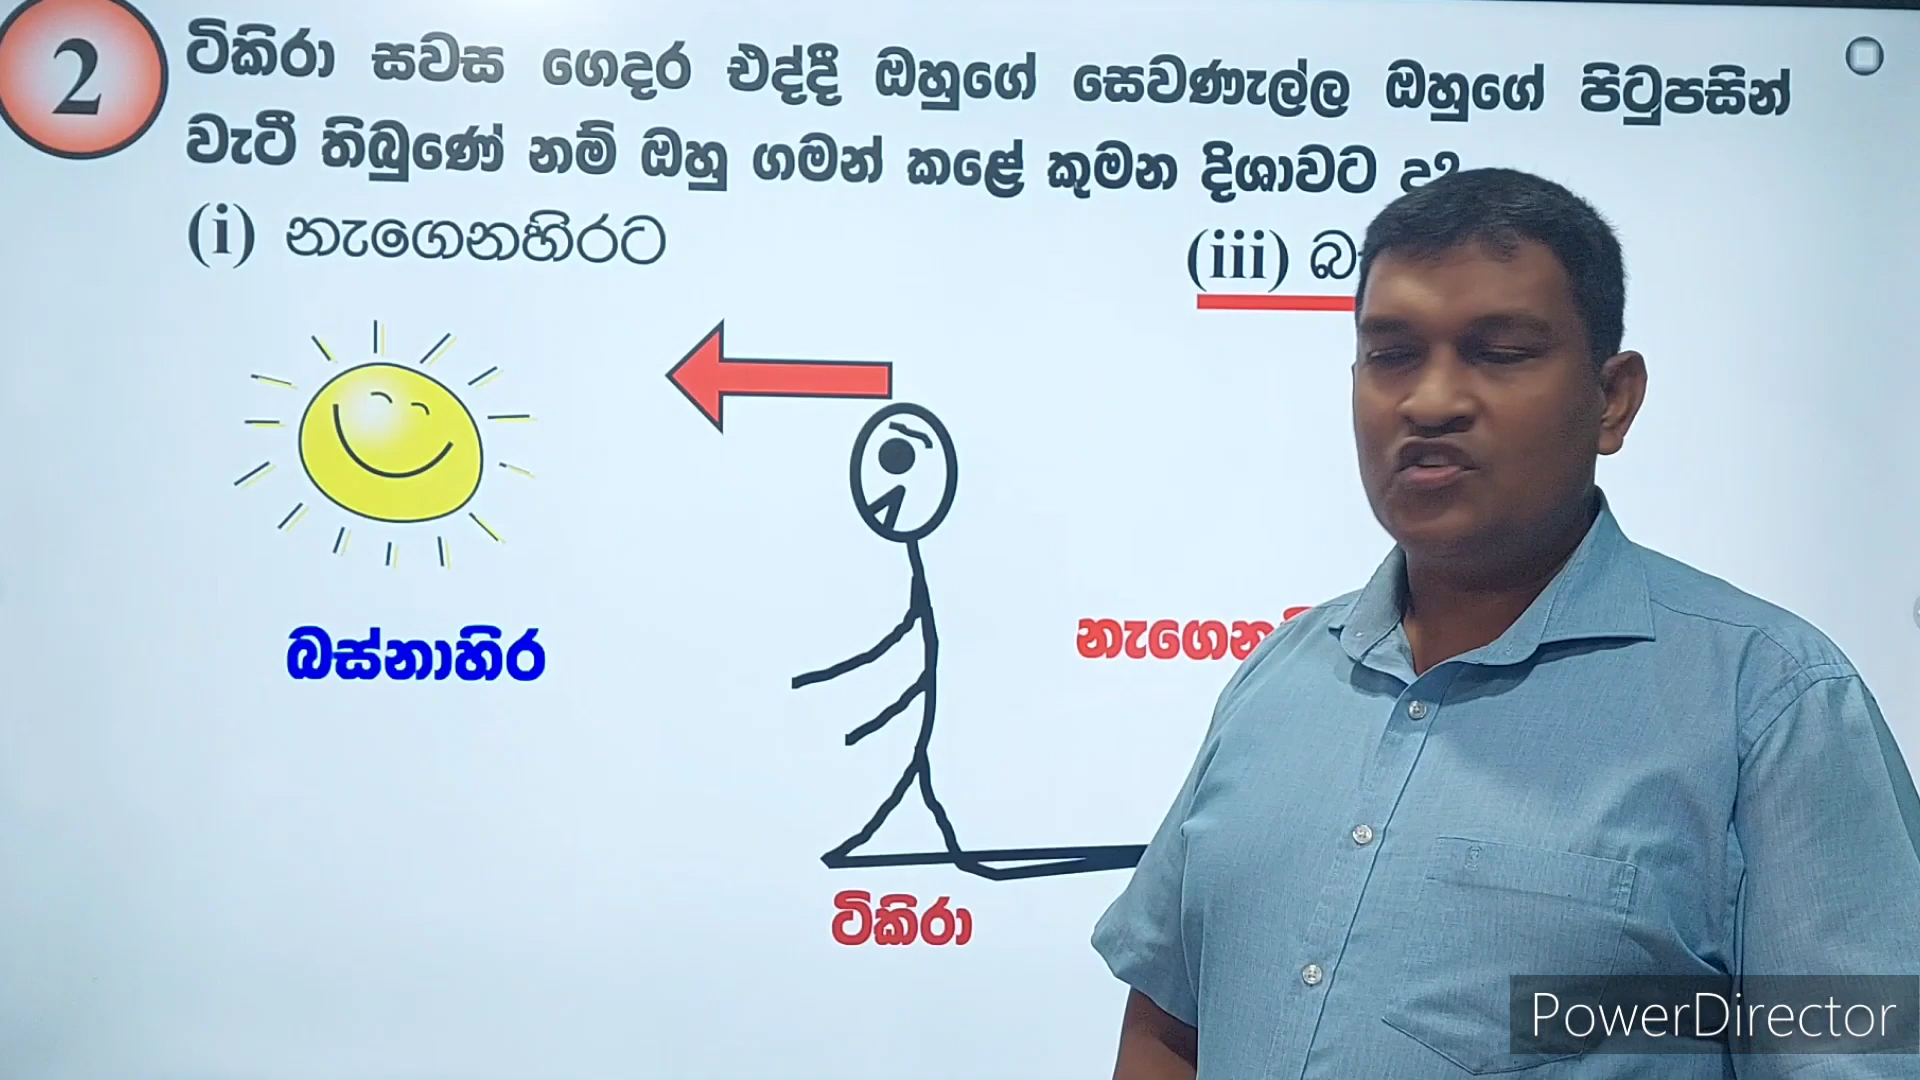 2
ටිකිරා සවස ගෙදර එද්දී ඔහුගේ සෙවණැල්ල ඔහුගේ පිටුපසින්
වැටී තිබුණේ නම් ඔහු ගමන් කළේ කුමන දිශාවට ද?
(i) නැගෙනහිරට
(iii)
බස්නාහිර
ටිකිරා
PowerDirector